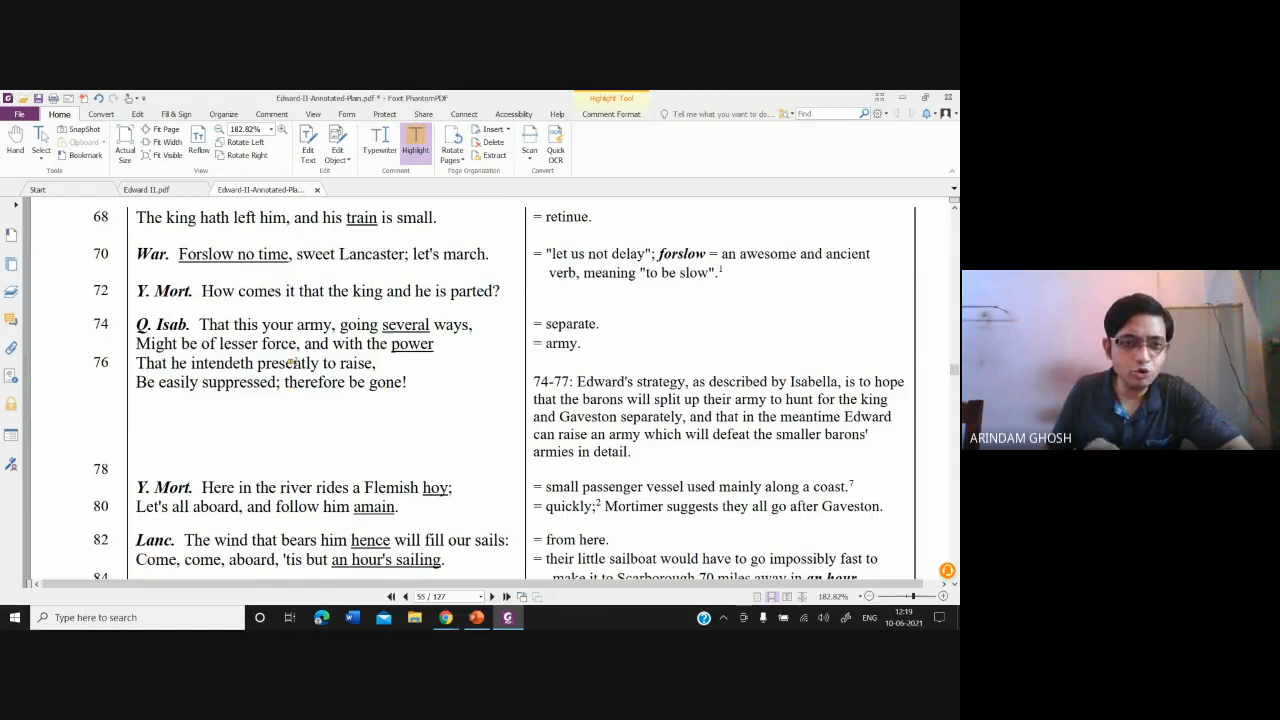 Edward-II-Annotated-Plain.pdf * - Foxit PhantomPDF
Highlight Tool
File Home Convert Edit Fill & Sign Organize Comment View Form Protect Share Connect Accessibility Help Comment Format Tell me what you want to do... Find
Hand
Select
SnapShot
Clipboard
Bookmark
Actual Size
Fit Page
Fit Width
Fit Visible
Reflow
182.82%
Rotate Left
Rotate Right
Edit Text
Edit Object
Typewriter
Highlight
Rotate Pages
Insert
Delete
Extract
Scan
Quick OCR
Tools View Edit Comment Page Organization Convert
Start Edward II.pdf Edward-II-Annotated-Pla...
68 The king hath left him, and his train is small. = retinue.
70 War. Forslow no time, sweet Lancaster; let's march. = "let us not delay"; forslow = an awesome and ancient
verb, meaning "to be slow".1
72 Y. Mort. How comes it that the king and he is parted?
74 Q. Isab. That this your army, going several ways, = separate.
Might be of lesser force, and with the power = army.
76 That he intendeth presently to raise,
Be easily suppressed; therefore be gone!
74-77: Edward's strategy, as described by Isabella, is to hope
that the barons will split up their army to hunt for the king
and Gaveston separately, and that in the meantime Edward
can raise an army which will defeat the smaller barons'
armies in detail.
78
Y. Mort. Here in the river rides a Flemish hoy; = small passenger vessel used mainly along a coast.7
80 Let's all aboard, and follow him amain. = quickly;2 Mortimer suggests they all go after Gaveston.
82 Lanc. The wind that bears him hence will fill our sails: = from here.
Come, come, aboard, 'tis but an hour's sailing. = their little sailboat would have to go impossibly fast to
84 make it to Scarborough 70 miles away in an hour.
55 / 127 182.82%
Type here to search
ENG
12:19
10-06-2021
ARINDAM GHOSH